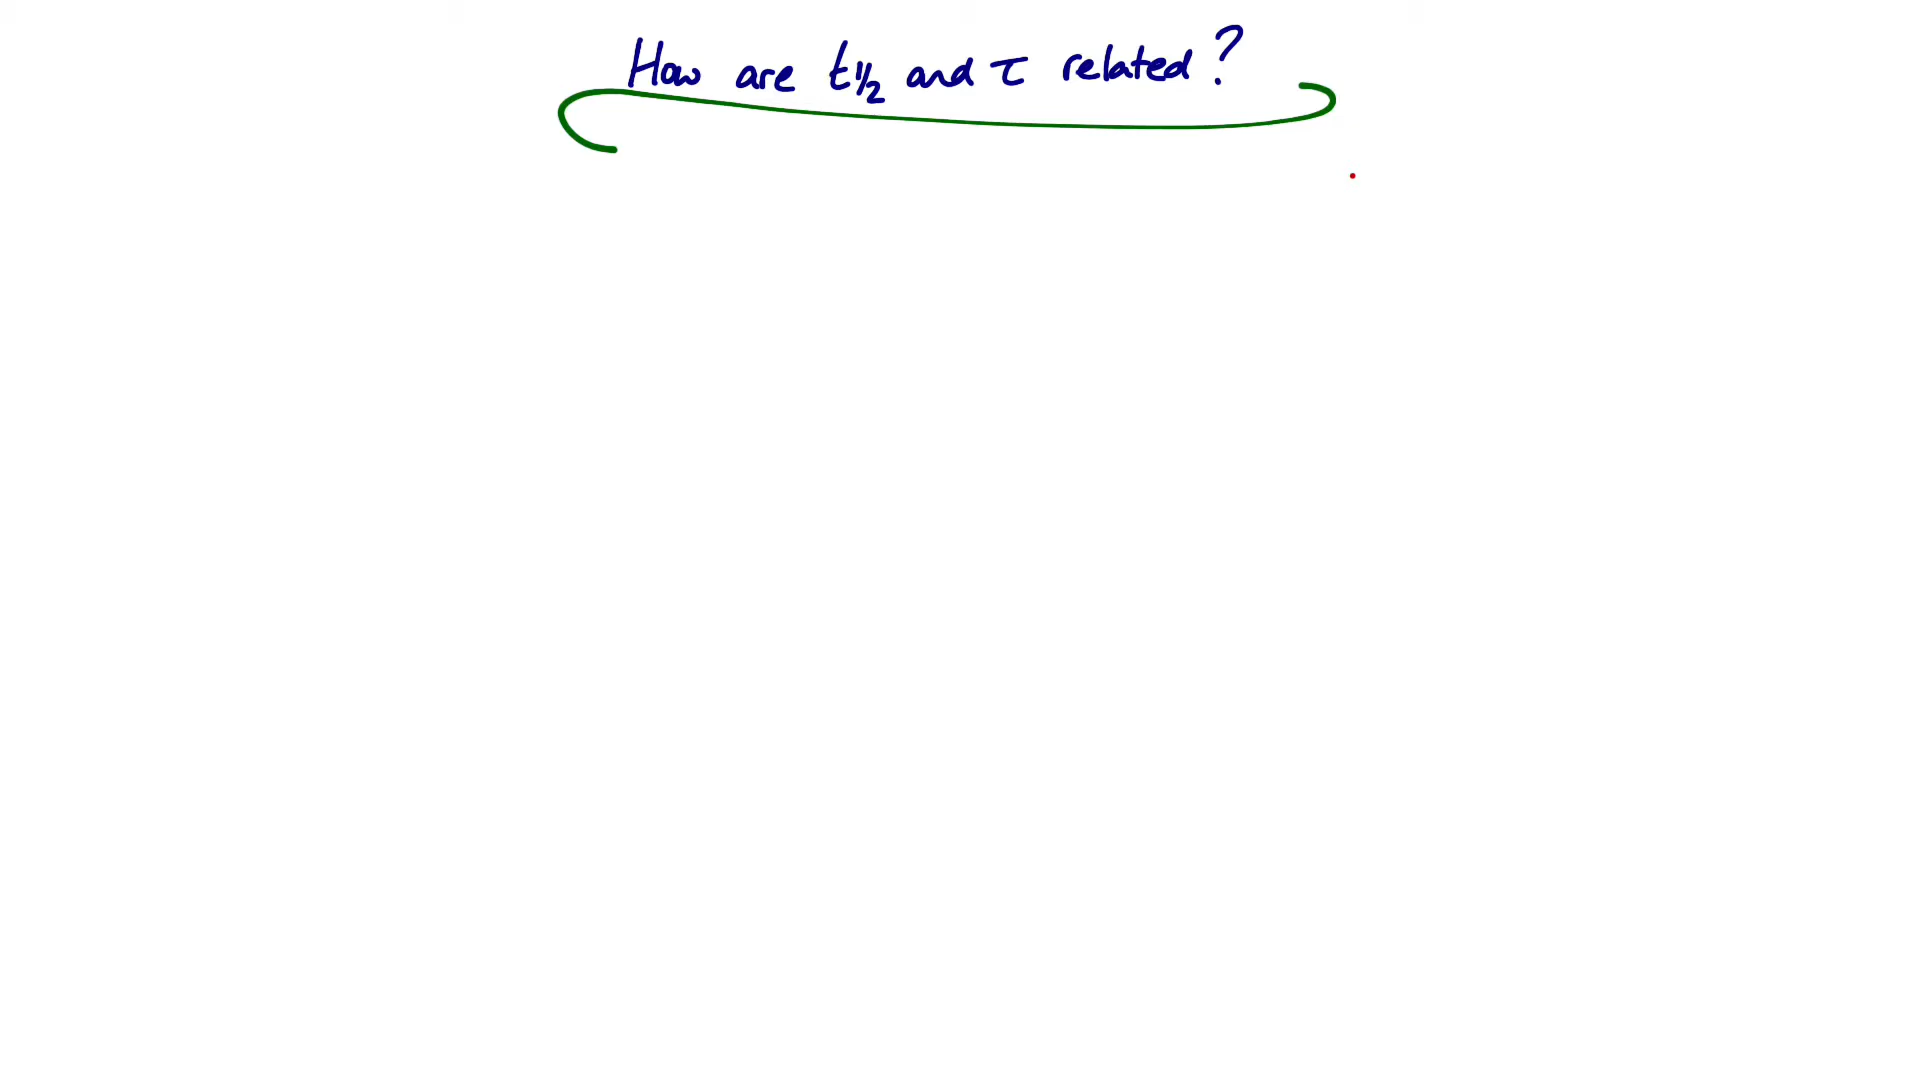 How are t½ and τ related?